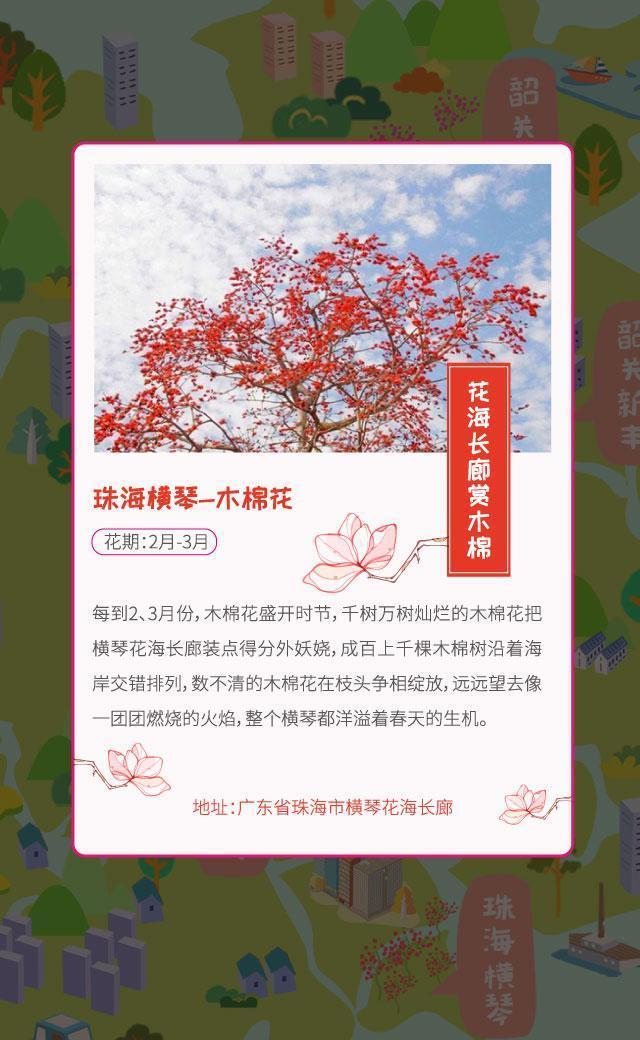 韶
关
韶
关
新
丰
花海长廊赏木棉
珠海横琴-木棉花
花期：2月-3月
每到2、3月份，木棉花盛开时节，千树万树灿烂的木棉花把
横琴花海长廊装点得分外妖娆，成百上千棵木棉树沿着海
岸交错排列，数不清的木棉花在枝头争相绽放，远远望去像
一团团燃烧的火焰，整个横琴都洋溢着春天的生机。
地址：广东省珠海市横琴花海长廊
珠海横琴